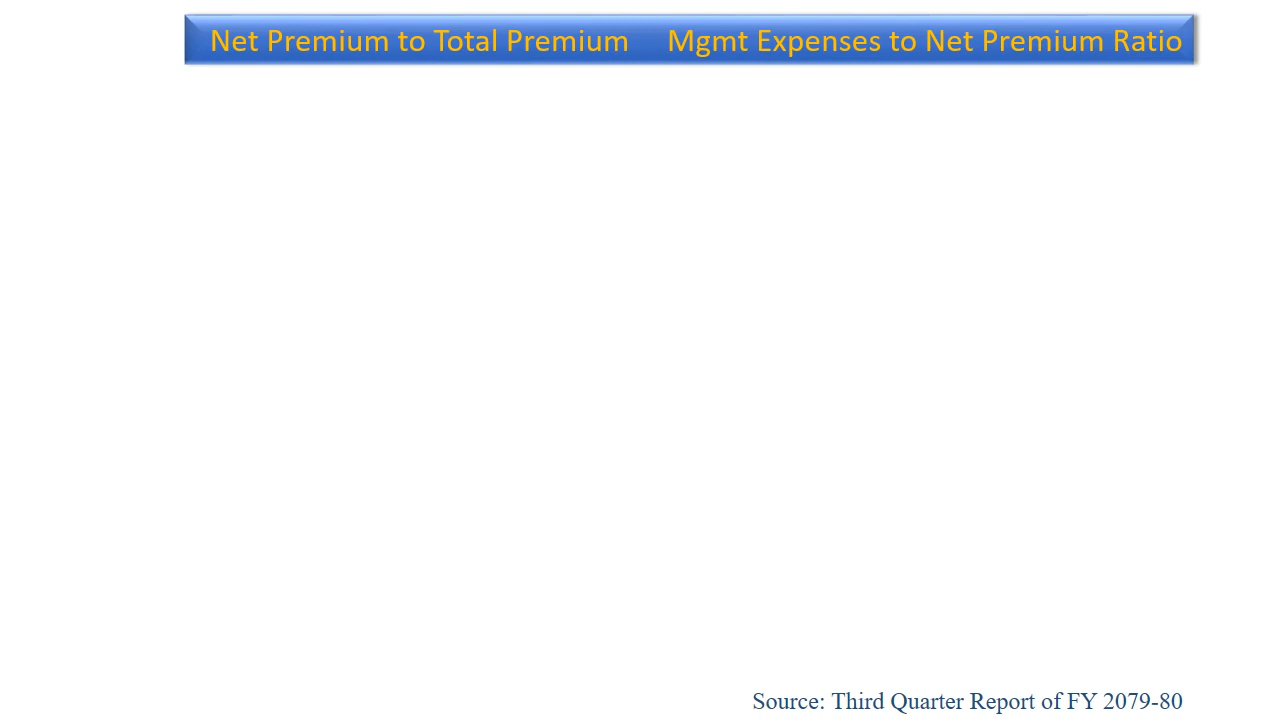 Net Premium to Total Premium Mgmt Expenses to Net Premium Ratio
Source: Third Quarter Report of FY 2079-80